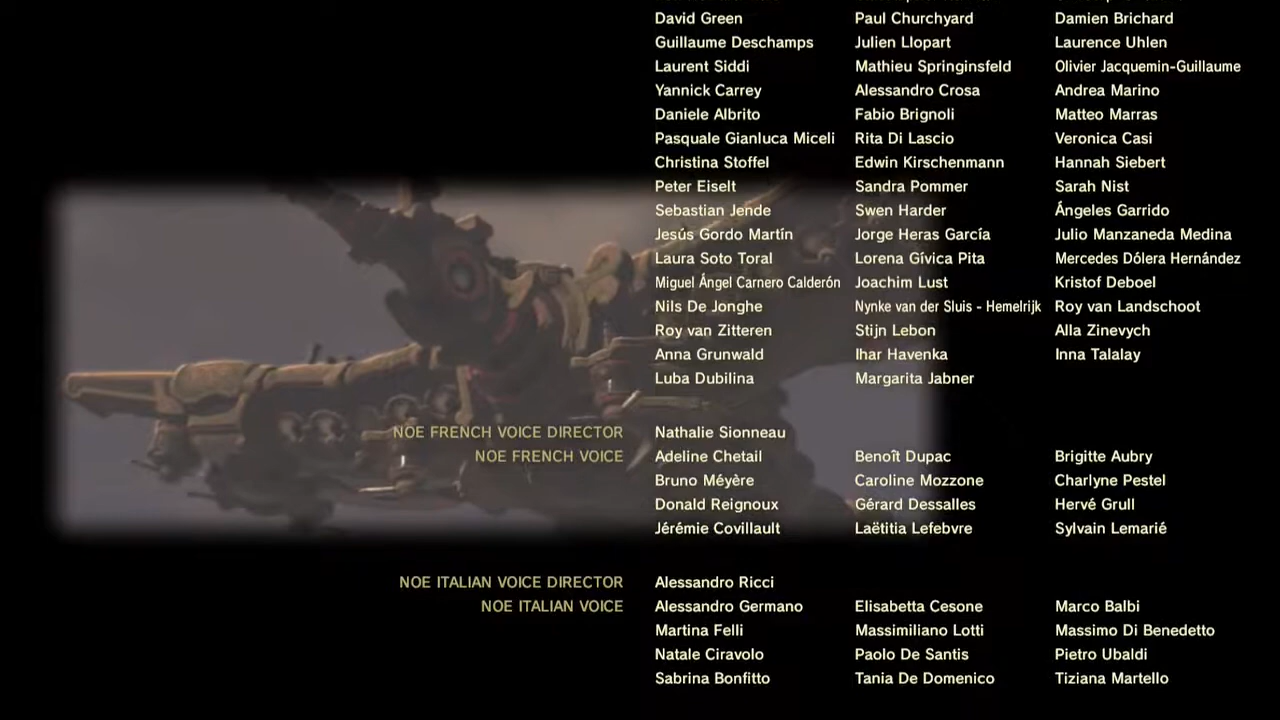 David Green Paul Churchyard Damien Brichard
Guillaume Deschamps Julien Llopart Laurence Uhlen
Laurent Siddi Mathieu Springinsfeld Olivier Jacquemin-Guillaume
Yannick Carrey Alessandro Crosa Andrea Marino
Daniele Albrito Fabio Brignoli Matteo Marras
Pasquale Gianluca Miceli Rita Di Lascio Veronica Casi
Christina Stoffel Edwin Kirschenmann Hannah Siebert
Peter Eiselt Sandra Pommer Sarah Nist
Sebastian Jende Swen Harder Ángeles Garrido
Jesús Gordo Martín Jorge Heras García Julio Manzaneda Medina
Laura Soto Toral Lorena Gívica Pita Mercedes Dólera Hernández
Miguel Ángel Carnero Calderón Joachim Lust Kristof Deboel
Nils De Jonghe Nynke van der Sluis - Hemelrijk Roy van Landschoot
Roy van Zitteren Stijn Lebon Alla Zinevych
Anna Grunwald Ihar Havenka Inna Talalay
Luba Dubilina Margarita Jabner
NOE FRENCH VOICE DIRECTOR Nathalie Sionneau
NOE FRENCH VOICE Adeline Chetail Benoît Dupac Brigitte Aubry
Bruno Méyère Caroline Mozzone Charlyne Pestel
Donald Reignoux Gérard Dessalles Hervé Grull
Jérémie Covillault Laëtitia Lefebvre Sylvain Lemarié
NOE ITALIAN VOICE DIRECTOR Alessandro Ricci
NOE ITALIAN VOICE Alessandro Germano Elisabetta Cesone Marco Balbi
Martina Felli Massimiliano Lotti Massimo Di Benedetto
Natale Ciravolo Paolo De Santis Pietro Ubaldi
Sabrina Bonfitto Tania De Domenico Tiziana Martello